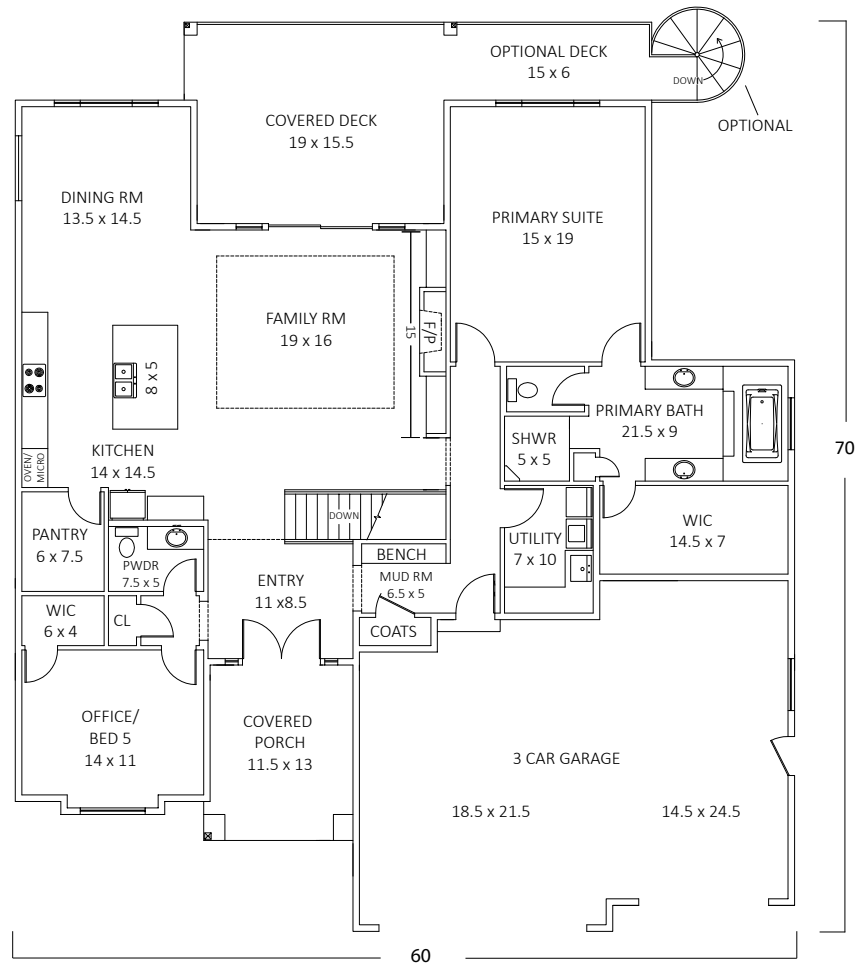 OPTIONAL DECK
15 x 6
DOWN
OPTIONAL
COVERED DECK
19 x 15.5
DINING RM
13.5 x 14.5
PRIMARY SUITE
15 x 19
FAMILY RM
19 x 16
15
F/P
8 x 5
KITCHEN
14 x 14.5
OVEN/
MICRO
PRIMARY BATH
21.5 x 9
SHWR
5 x 5
70
DOWN
PANTRY
6 x 7.5
PWDR
7.5 x 5
UTILITY
7 x 10
WIC
14.5 x 7
BENCH
MUD RM
6.5 x 5
ENTRY
11 x8.5
WIC
6 x 4
CL
COATS
OFFICE/
BED 5
14 x 11
COVERED
PORCH
11.5 x 13
3 CAR GARAGE
18.5 x 21.5
14.5 x 24.5
60